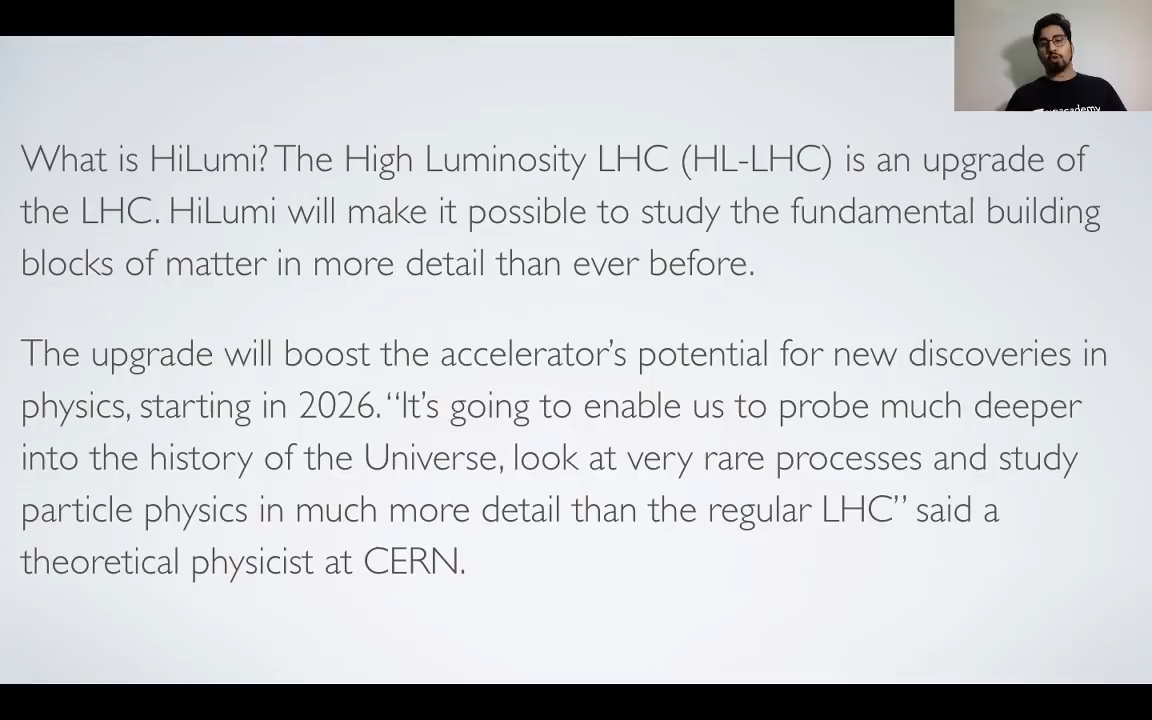 What is HiLumi? The High Luminosity LHC (HL-LHC) is an upgrade of
the LHC. HiLumi will make it possible to study the fundamental building
blocks of matter in more detail than ever before.
The upgrade will boost the accelerator’s potential for new discoveries in
physics, starting in 2026. “It’s going to enable us to probe much deeper
into the history of the Universe, look at very rare processes and study
particle physics in much more detail than the regular LHC” said a
theoretical physicist at CERN.